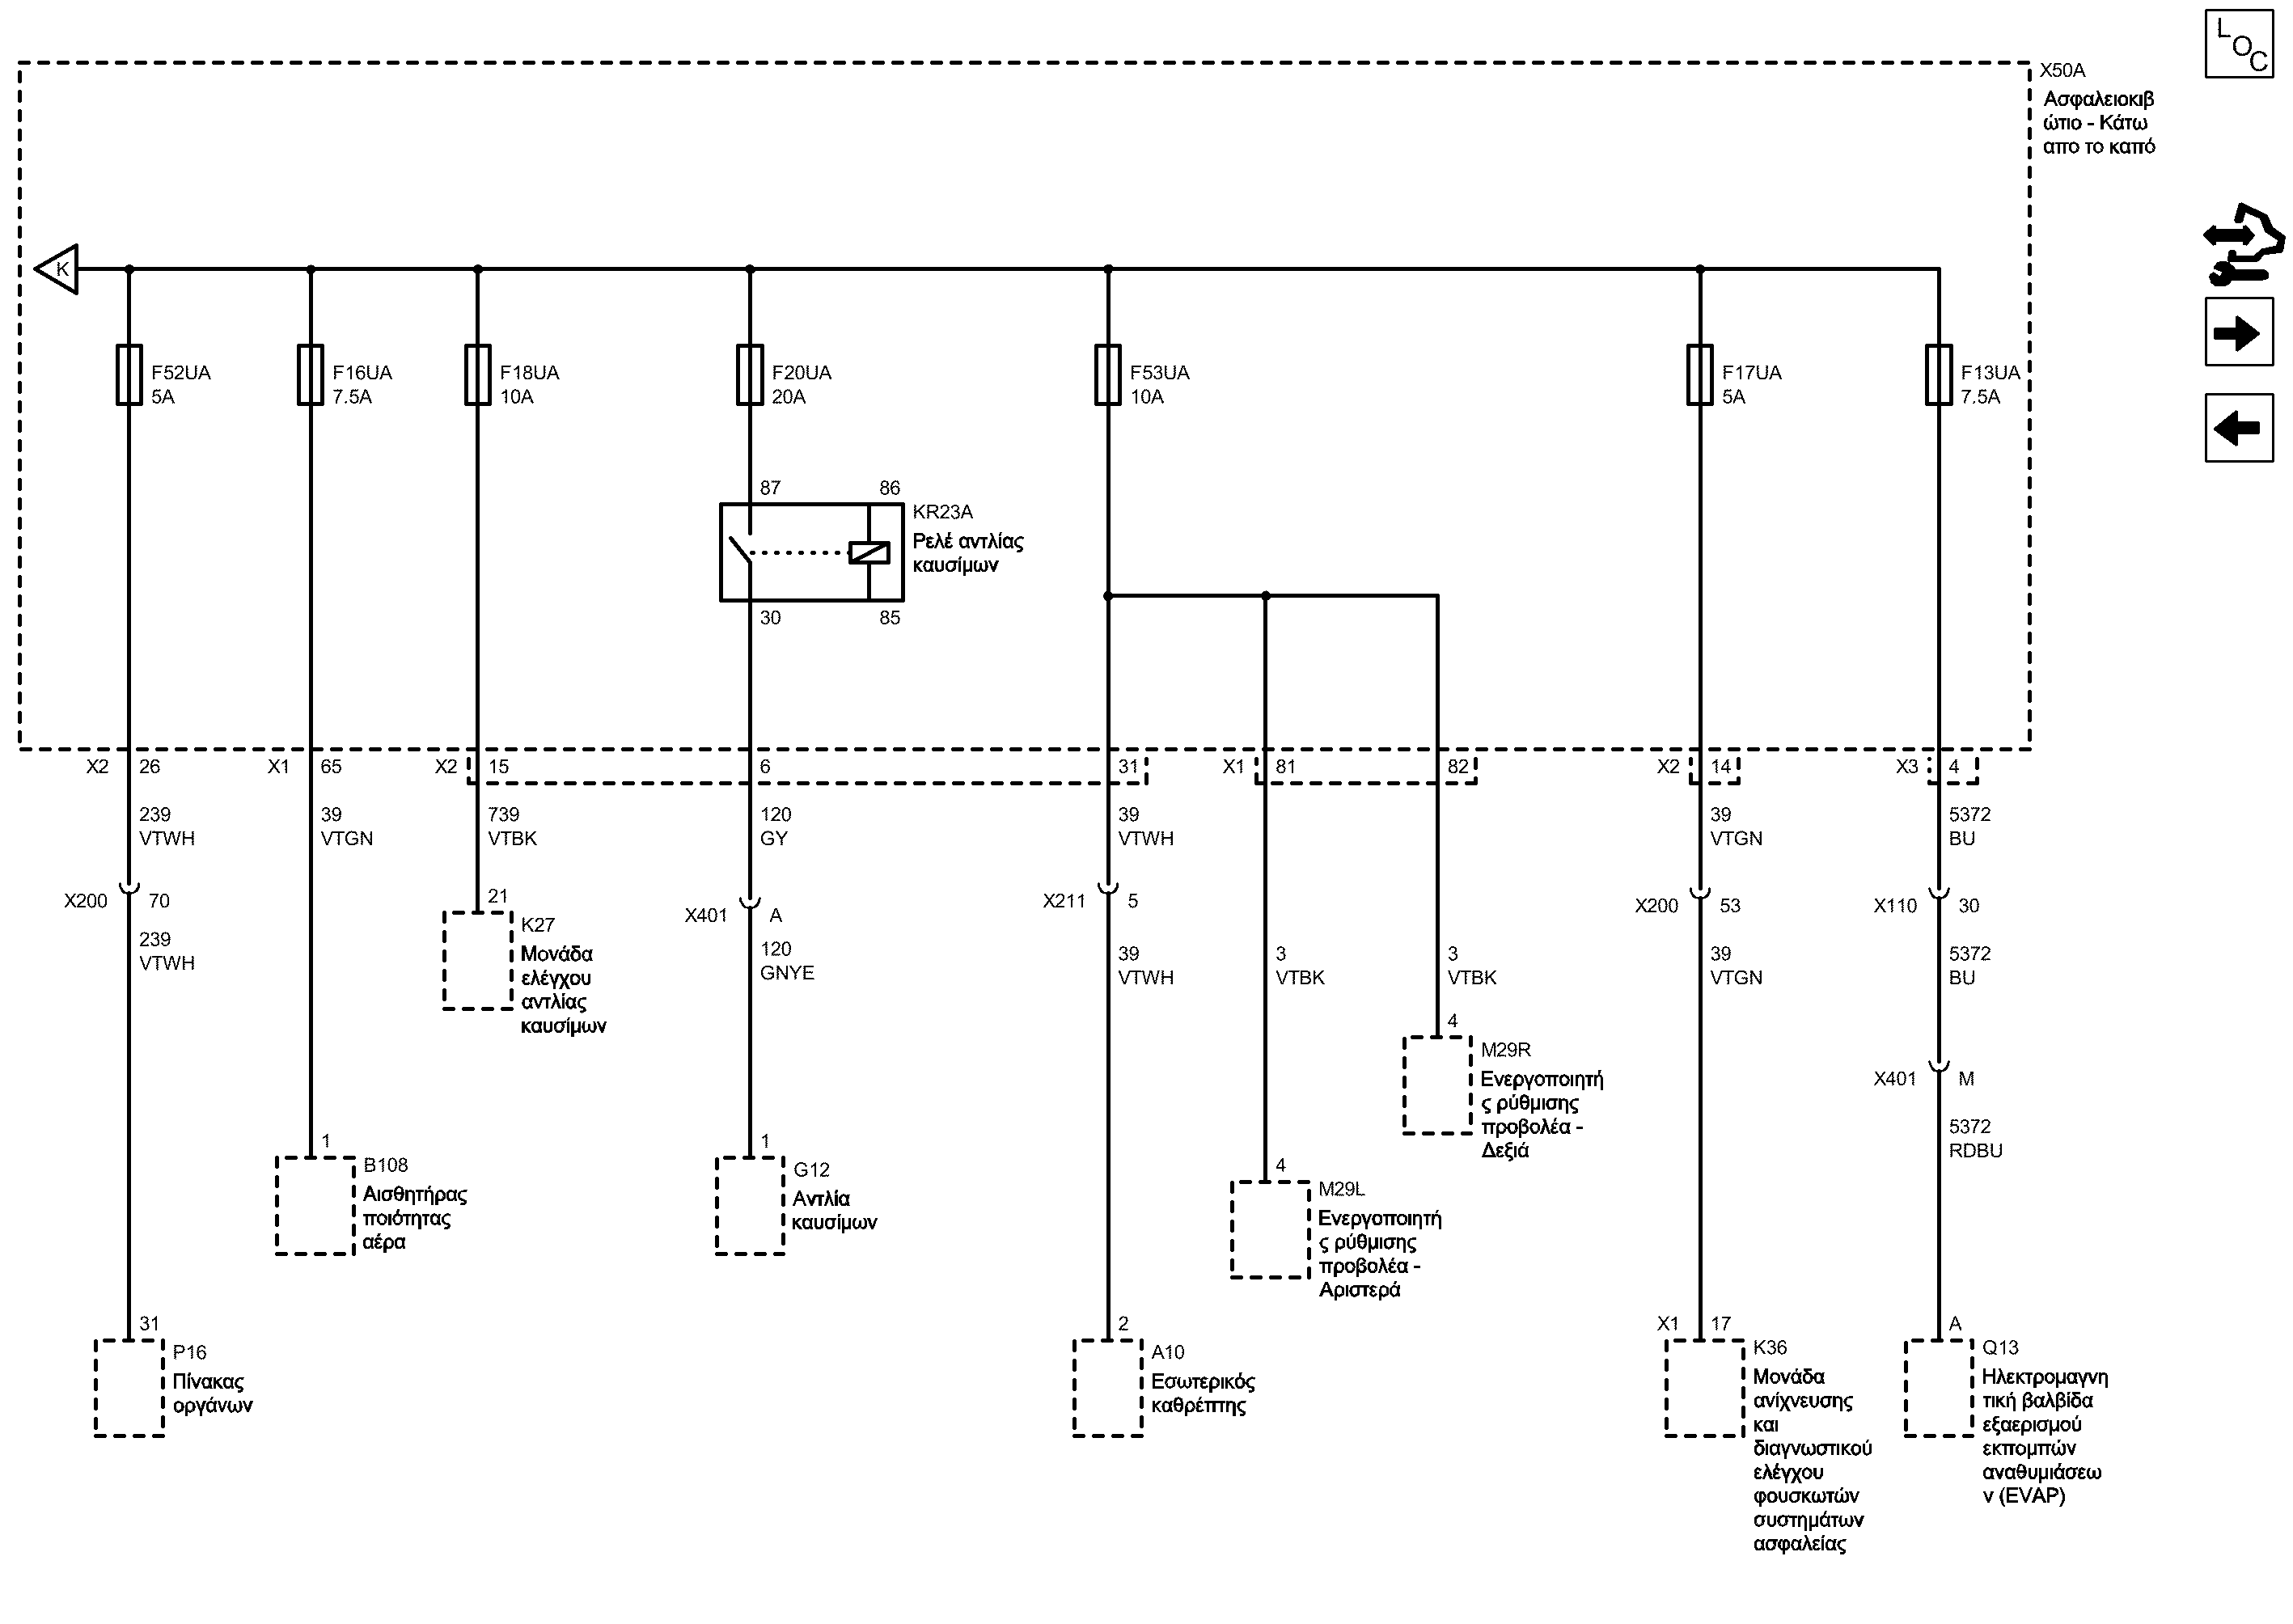 L
O
C
X50A
Ασφαλειοκιβ
ώτιο - Κάτω
απο το καπό
K
F52UA
5A
F16UA
7.5A
F18UA
10A
F20UA
20A
F53UA
10A
F17UA
5A
F13UA
7.5A
87 86
KR23A
Ρελέ αντλίας
καυσίμων
30 85
X2 26 X1 65 X2 15 6 31 X1 81 82 X2 14 X3 4
239
VTWH
39
VTGN
739
VTBK
120
GY
39
VTWH
39
VTGN
5372
BU
X200 70
239
VTWH
21
K27
Μονάδα
ελέγχου
αντλίας
καυσίμων
X401 A
120
GNYE
X211 5
39
VTWH
3
VTBK
3
VTBK
X200 53
39
VTGN
X110 30
5372
BU
4
M29R
Ενεργοποιητή
ς ρύθμισης
προβολέα -
Δεξιά
X401 M
5372
RDBU
1
B108
Αισθητήρας
ποιότητας
αέρα
1
G12
Αντλία
καυσίμων
4
M29L
Ενεργοποιητή
ς ρύθμισης
προβολέα -
Αριστερά
31
P16
Πίνακας
οργάνων
2
A10
Εσωτερικός
καθρέπτης
X1 17
K36
Μονάδα
ανίχνευσης
και
διαγνωστικού
ελέγχου
φουσκωτών
συστημάτων
ασφαλείας
A
Q13
Ηλεκτρομαγνη
τική βαλβίδα
εξαερισμού
εκπομπών
αναθυμιάσεω
ν (EVAP)